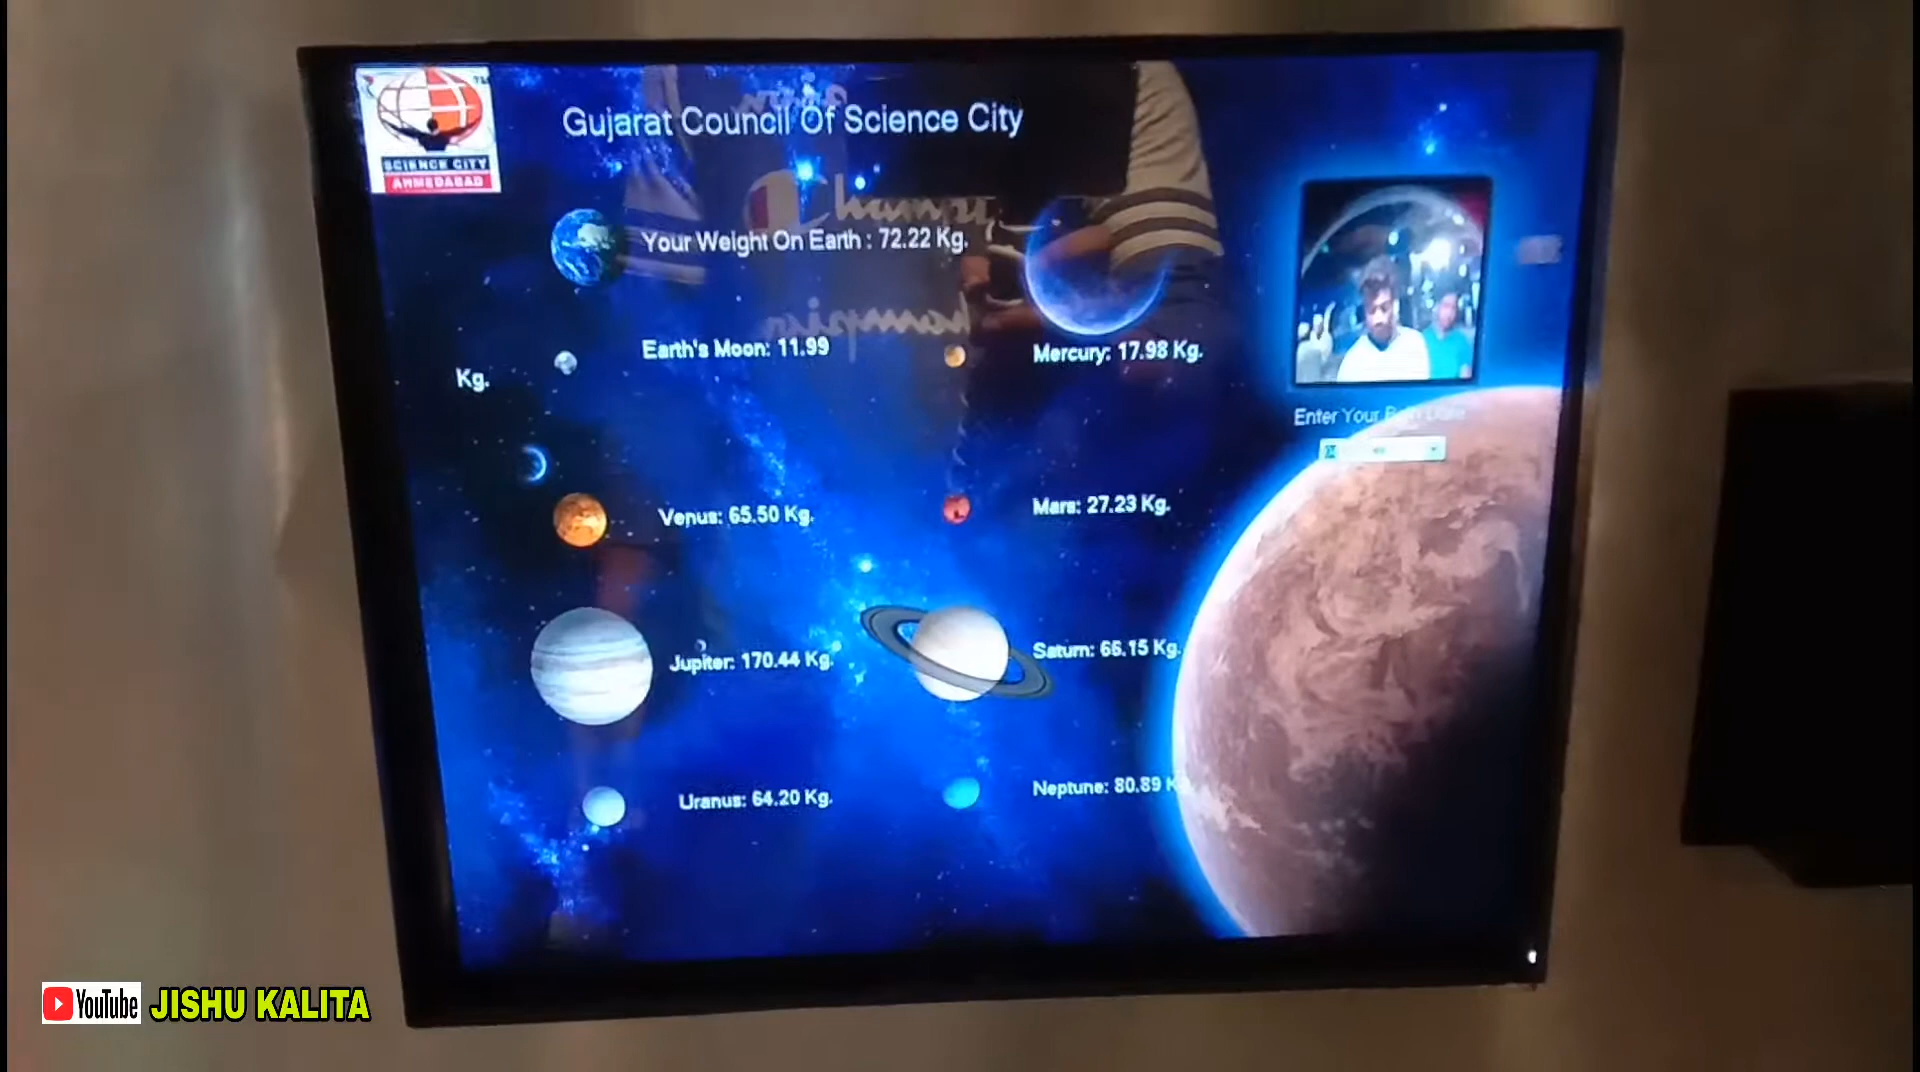 SCIENCE CITY
AHMEDABAD
Gujarat Council Of Science City
Your Weight On Earth : 72.22 Kg.
Earth's Moon: 11.99
Kg.
Mercury: 17.98 Kg.
Enter Your
Venus: 65.50 Kg.
Mars: 27.23 Kg.
Jupiter: 170.44 Kg.
Saturn: 66.15 Kg.
Uranus: 64.20 Kg.
Neptune: 80.89 K
YouTube JISHU KALITA